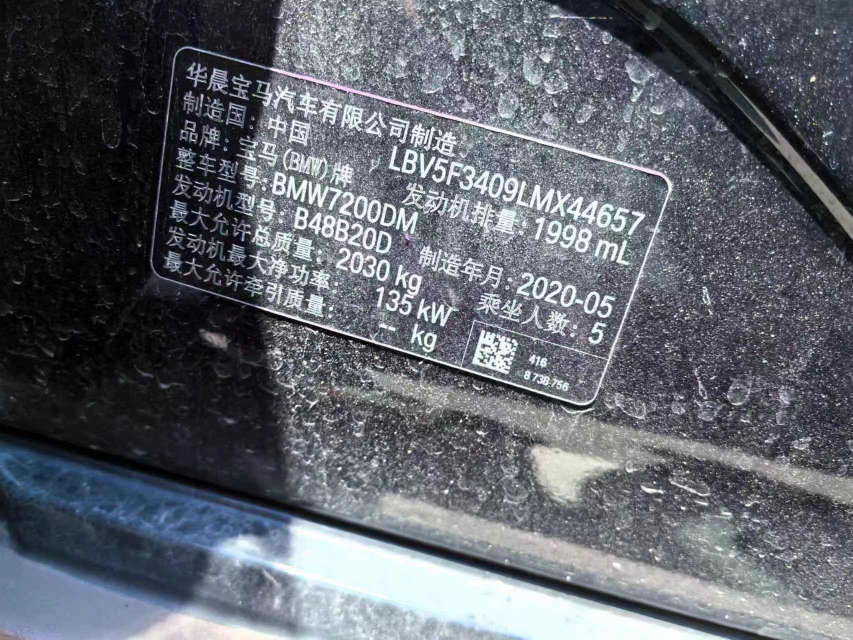 华晨宝马汽车有限公司制造
制造国：中国 LBV5F3409LMX44657
品牌：宝马(BMW)牌 发动机排量：1998 mL
整车型号：BMW7200DM
发动机型号：B48B20D 制造年月：2020-05
最大允许总质量：2030 kg 乘坐人数：5
发动机最大净功率：135 kW
最大允许牵引质量：-- kg
416
8 738 756